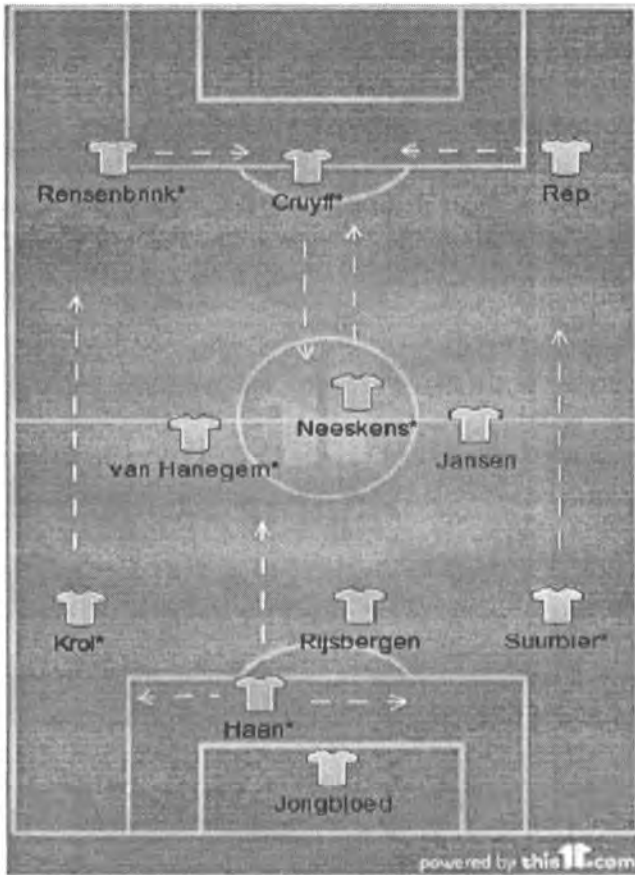 Rensenbrink*
Cruyff*
Rep
van Hanegem*
Neeskens*
Jansen
Krol*
Rijsbergen
Suurbier*
Haan*
Jongbloed
powered by this11.com